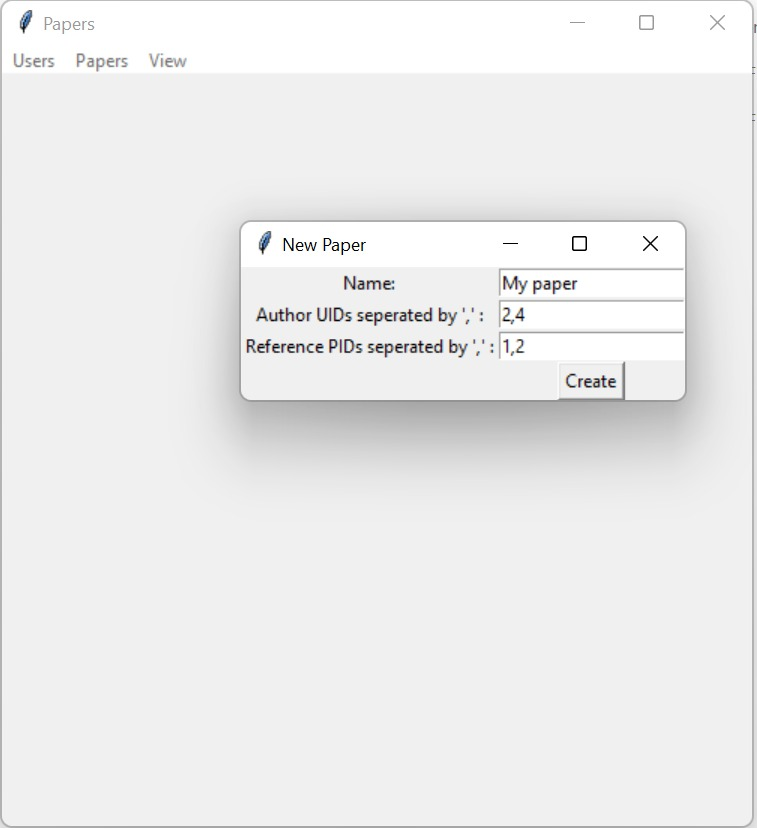 Papers
Users Papers View
New Paper
Name: My paper
Author UIDs seperated by ',' : 2,4
Reference PIDs seperated by ',' : 1,2
Create